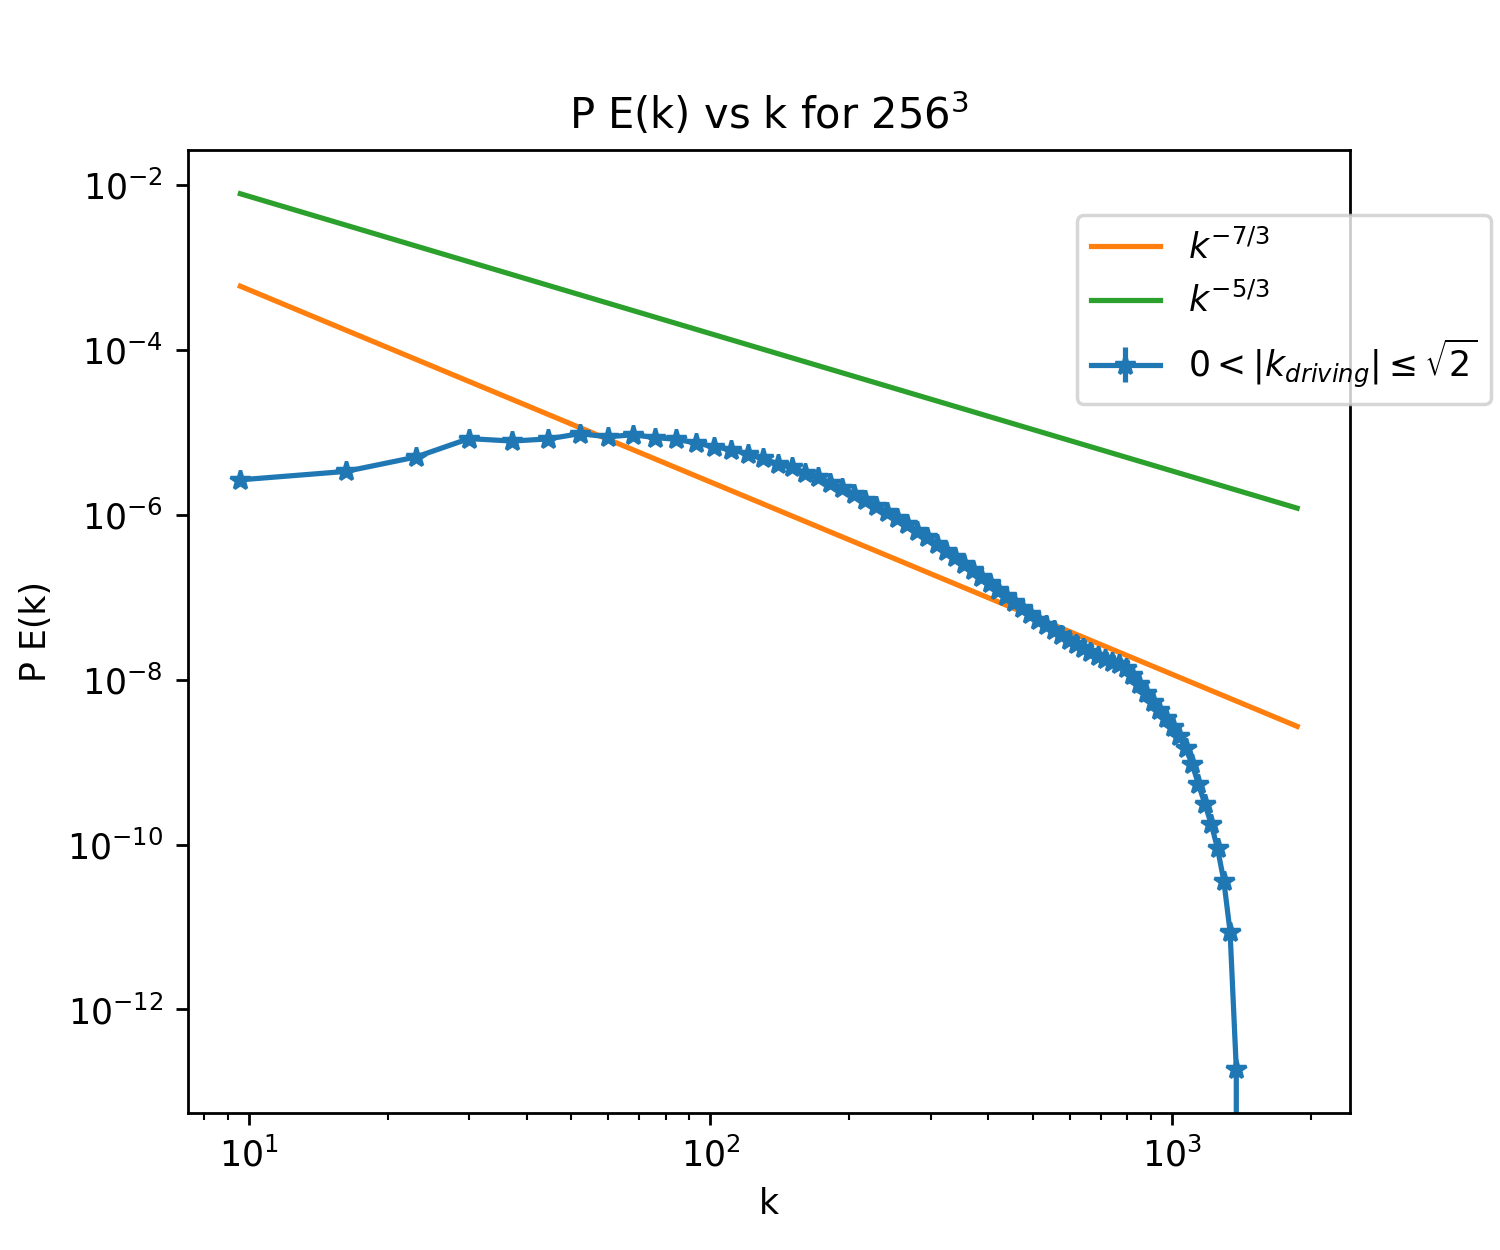 P E(k) vs k for 256³
10⁻²
10⁻⁴
10⁻⁶
10⁻⁸
10⁻¹⁰
10⁻¹²
P E(k)
k^{-7/3}
k^{-5/3}
0 < |k_{driving}| ≤ √2
10¹ 10² 10³
k